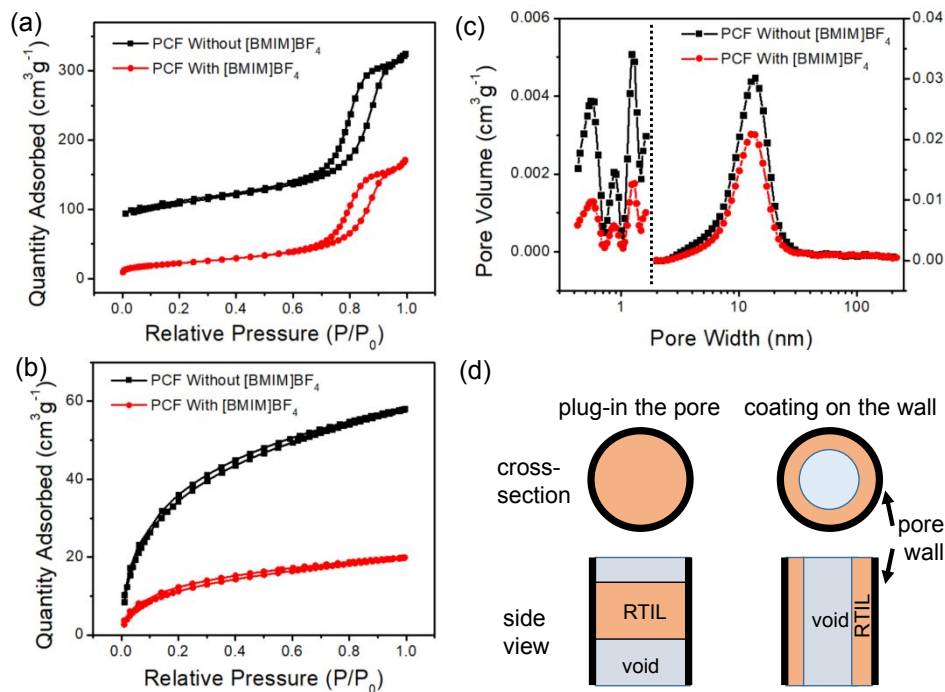 (a)
PCF Without [BMIM]BF4
PCF With [BMIM]BF4
Quantity Adsorbed (cm3g-1)
300
200
100
0
0.0 0.2 0.4 0.6 0.8 1.0
Relative Pressure (P/P0)
(b)
PCF Without [BMIM]BF4
PCF With [BMIM]BF4
Quantity Adsorbed (cm3g-1)
60
40
20
0
0.0 0.2 0.4 0.6 0.8 1.0
Relative Pressure (P/P0)
(c)
PCF Without [BMIM]BF4
PCF With [BMIM]BF4
Pore Volume (cm3g-1)
0.006
0.004
0.002
0.000
0.04
0.03
0.02
0.01
0.00
1 10 100
Pore Width (nm)
(d)
plug-in the pore coating on the wall
cross-
section
pore
wall
side
view
RTIL
void
void
RTIL